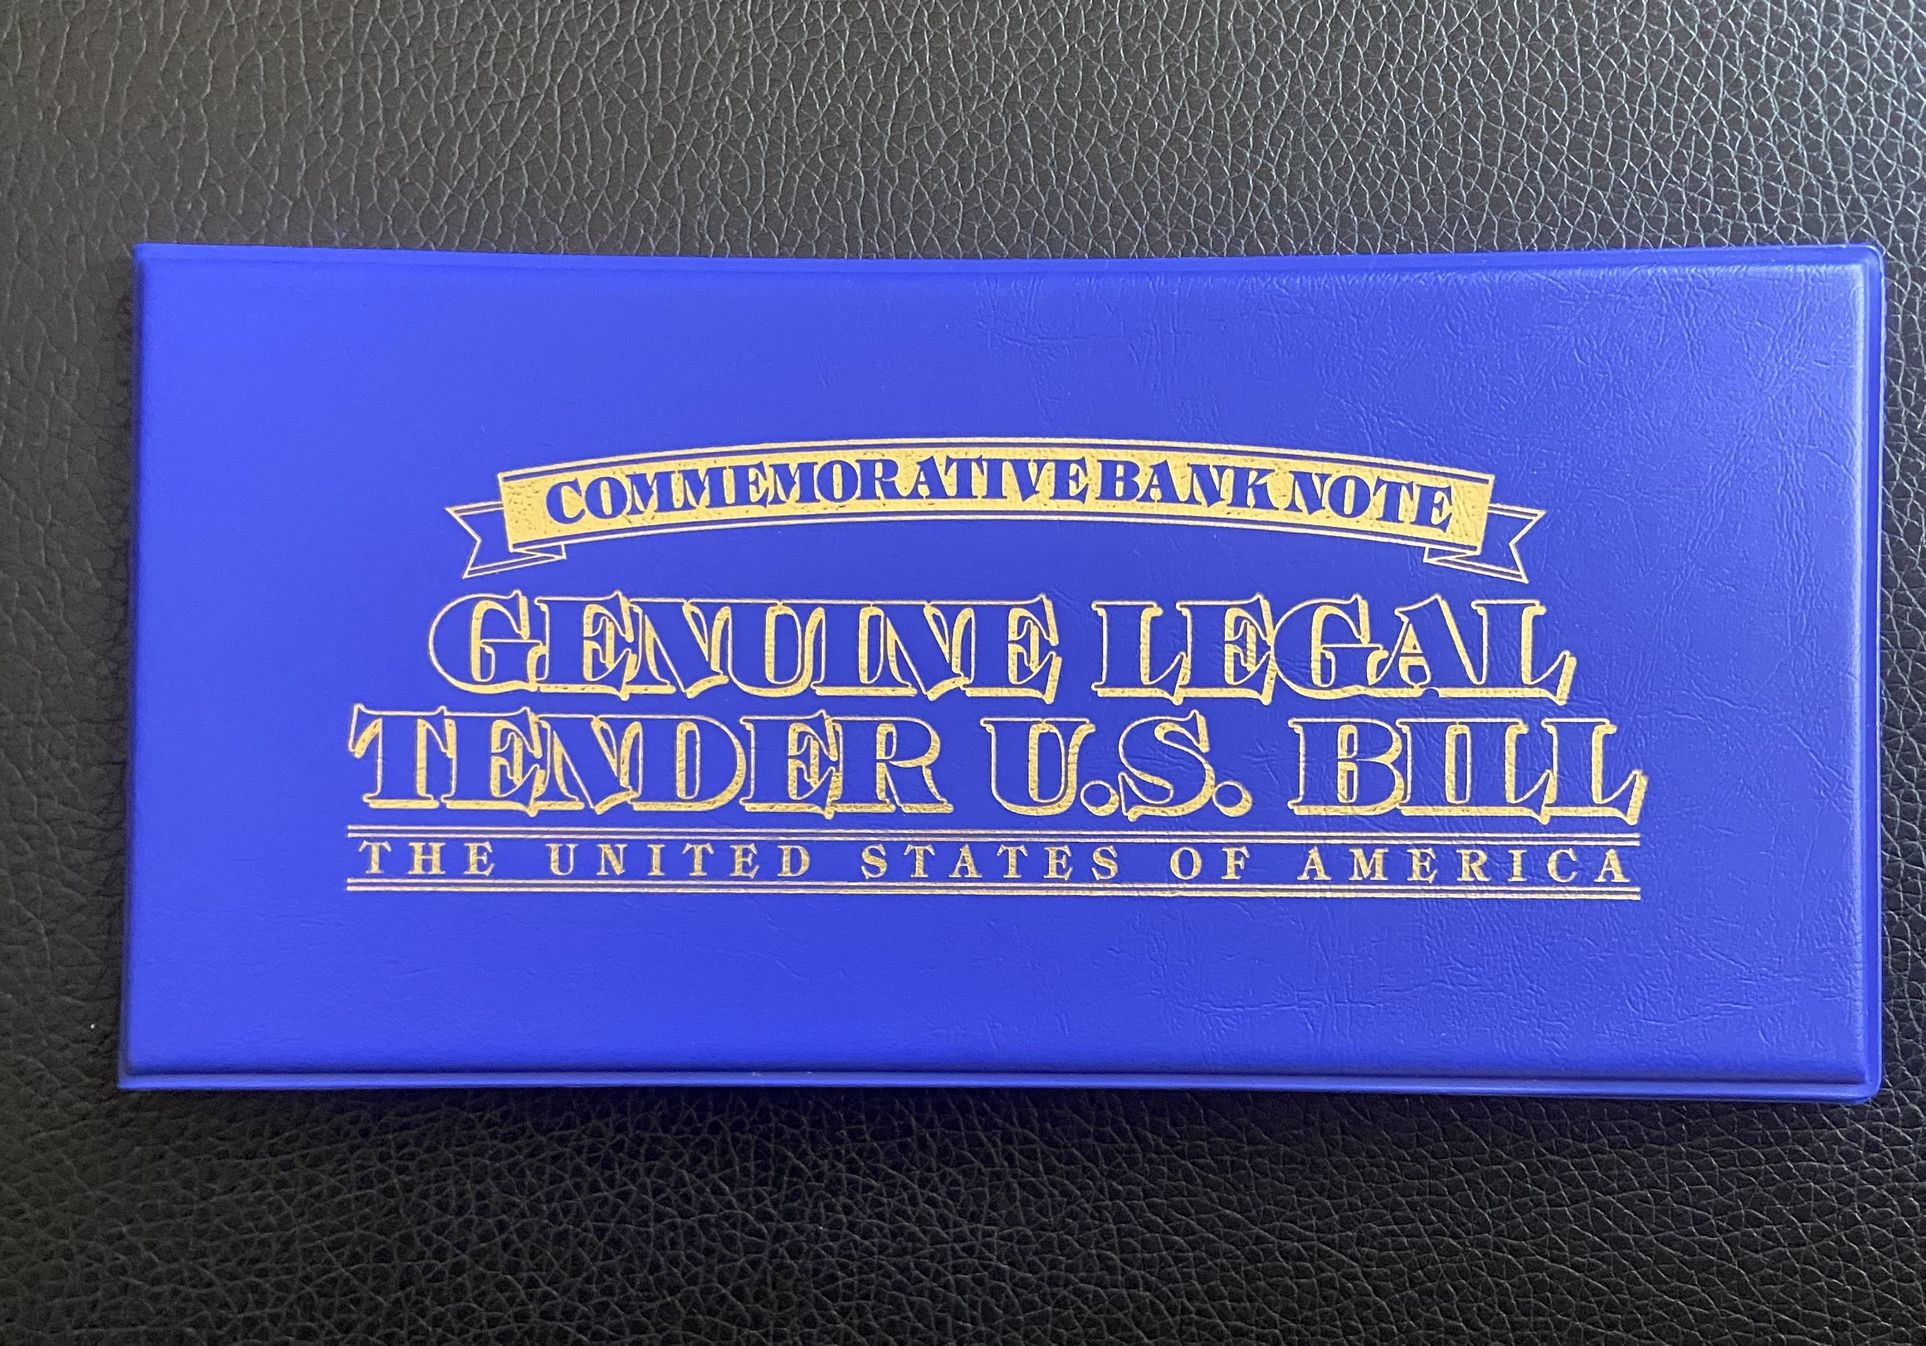 COMMEMORATIVE BANK NOTE
GENUINE LEGAL
TENDER U.S. BILL
THE UNITED STATES OF AMERICA